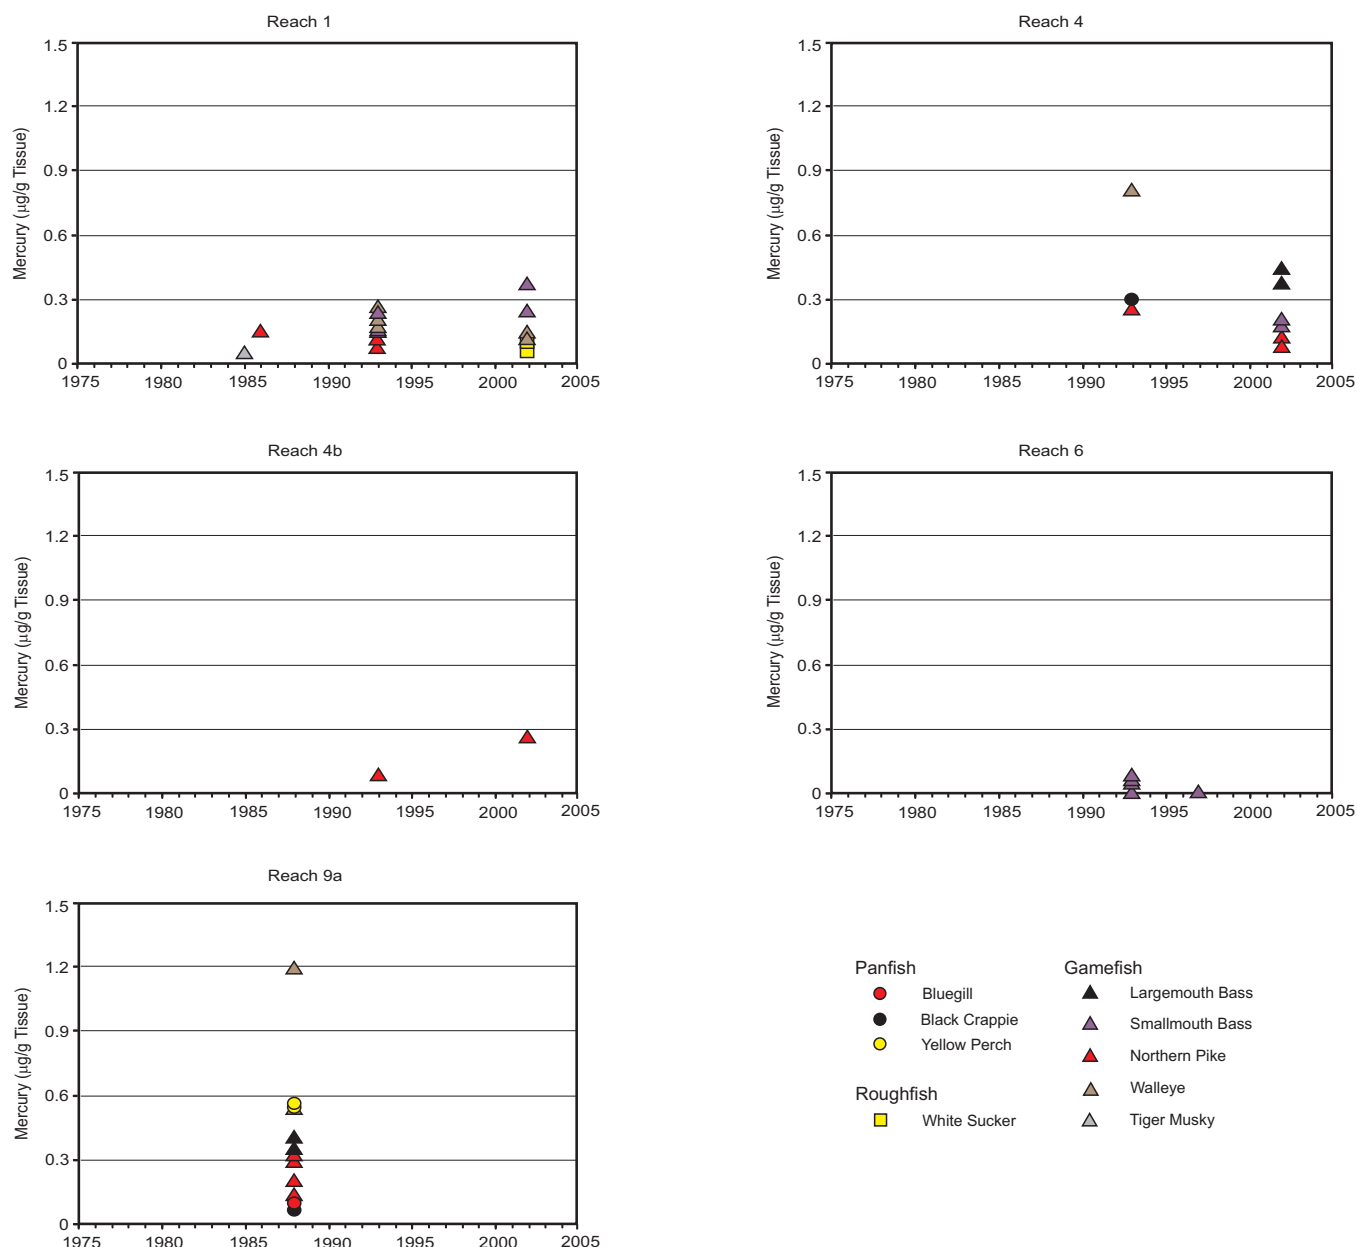 Reach 1
Mercury (µg/g Tissue)
1.5
1.2
0.9
0.6
0.3
0
1975 1980 1985 1990 1995 2000 2005
Reach 4
Mercury (µg/g Tissue)
1.5
1.2
0.9
0.6
0.3
0
1975 1980 1985 1990 1995 2000 2005
Reach 4b
Mercury (µg/g Tissue)
1.5
1.2
0.9
0.6
0.3
0
1975 1980 1985 1990 1995 2000 2005
Reach 6
Mercury (µg/g Tissue)
1.5
1.2
0.9
0.6
0.3
0
1975 1980 1985 1990 1995 2000 2005
Reach 9a
Mercury (µg/g Tissue)
1.5
1.2
0.9
0.6
0.3
0
1975 1980 1985 1990 1995 2000 2005
Panfish
Bluegill
Black Crappie
Yellow Perch
Roughfish
White Sucker
Gamefish
Largemouth Bass
Smallmouth Bass
Northern Pike
Walleye
Tiger Musky